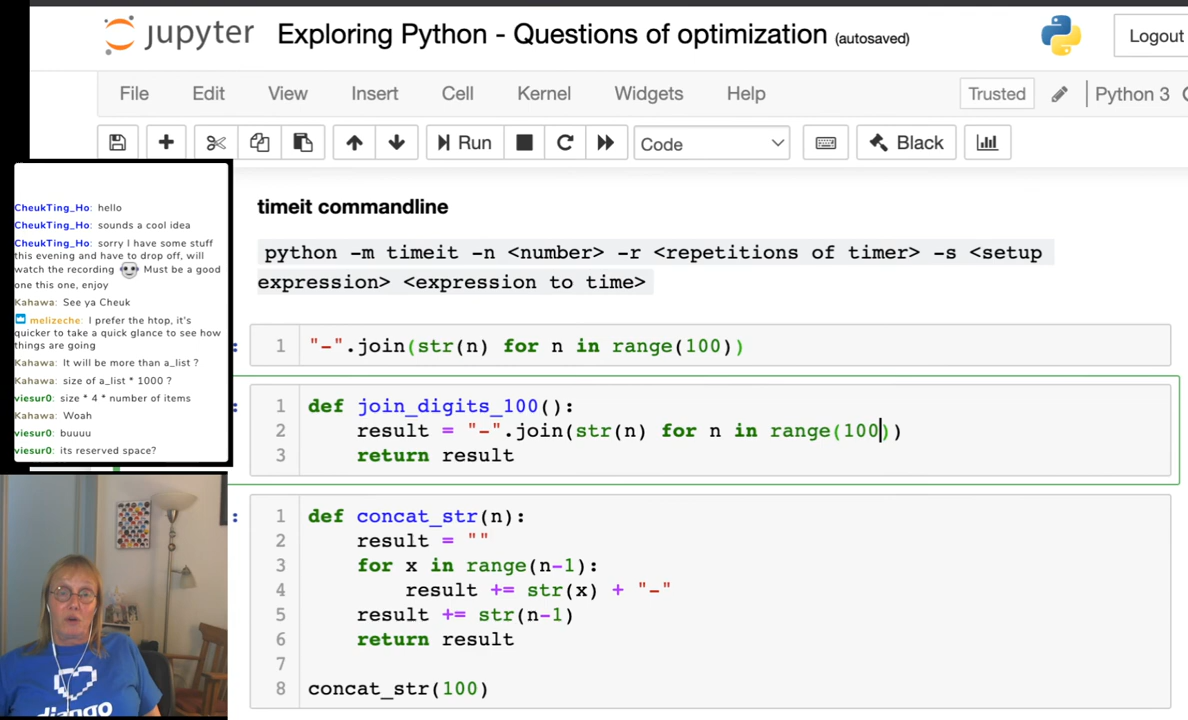 jupyter Exploring Python - Questions of optimization (autosaved) Logout
File Edit View Insert Cell Kernel Widgets Help Trusted Python 3
Run Code Black
CheukTing_Ho: hello
CheukTing_Ho: sounds a cool idea
CheukTing_Ho: sorry I have some stuff
this evening and have to drop off, will
watch the recording Must be a good
one this one, enjoy
Kahawa: See ya Cheuk
melizeche: I prefer the htop, it's
quicker to take a quick glance to see how
things are going
Kahawa: It will be more than a_list ?
Kahawa: size of a_list * 1000 ?
viesur0: size * 4 * number of items
Kahawa: Woah
viesur0: buuuu
viesur0: its reserved space?
timeit commandline
python -m timeit -n <number> -r <repetitions of timer> -s <setup
expression> <expression to time>
: 1 "-".join(str(n) for n in range(100))
: 1 def join_digits_100():
2 result = "-".join(str(n) for n in range(100))
3 return result
: 1 def concat_str(n):
2 result = ""
3 for x in range(n-1):
4 result += str(x) + "-"
5 result += str(n-1)
6 return result
7
8 concat_str(100)
django